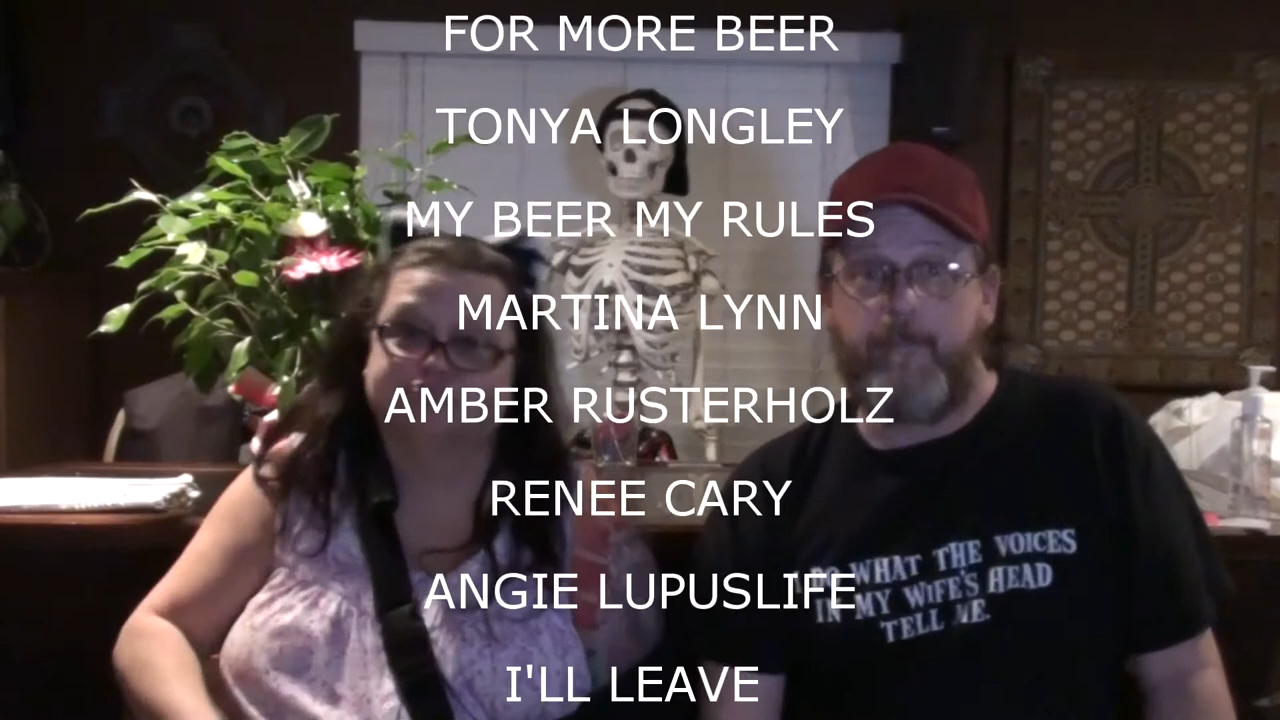 FOR MORE BEER
TONYA LONGLEY
MY BEER MY RULES
MARTINA LYNN
AMBER RUSTERHOLZ
RENEE CARY
ANGIE LUPUSLIFE
I DO WHAT THE VOICES
IN MY WIFE'S HEAD
TELL ME.
I'LL LEAVE